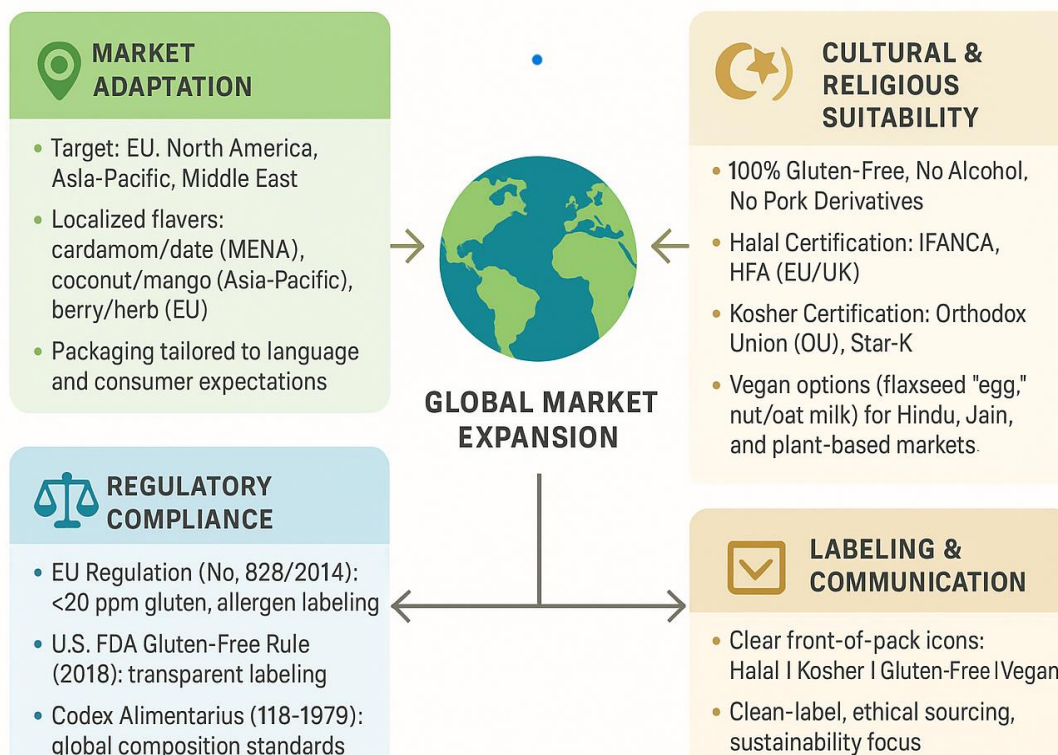 MARKET
ADAPTATION
• Target: EU. North America,
Asla-Pacific, Middle East
• Localized flavers:
cardamom/date (MENA),
coconut/mango (Asia-Pacific),
berry/herb (EU)
• Packaging tailored to language
and consumer expectations
CULTURAL &
RELIGIOUS
SUITABILITY
• 100% Gluten-Free, No Alcohol,
No Pork Derivatives
• Halal Certification: IFANCA,
HFA (EU/UK)
• Kosher Certification: Orthodox
Union (OU), Star-K
• Vegan options (flaxseed "egg,"
nut/oat milk) for Hindu, Jain,
and plant-based markets.
GLOBAL MARKET
EXPANSION
REGULATORY
COMPLIANCE
• EU Regulation (No, 828/2014):
<20 ppm gluten, allergen labeling
• U.S. FDA Gluten-Free Rule
(2018): transparent labeling
• Codex Alimentarius (118-1979):
global composition standards
LABELING &
COMMUNICATION
• Clear front-of-pack icons:
Halal I Kosher I Gluten-Free I Vegan
• Clean-label, ethical sourcing,
sustainability focus